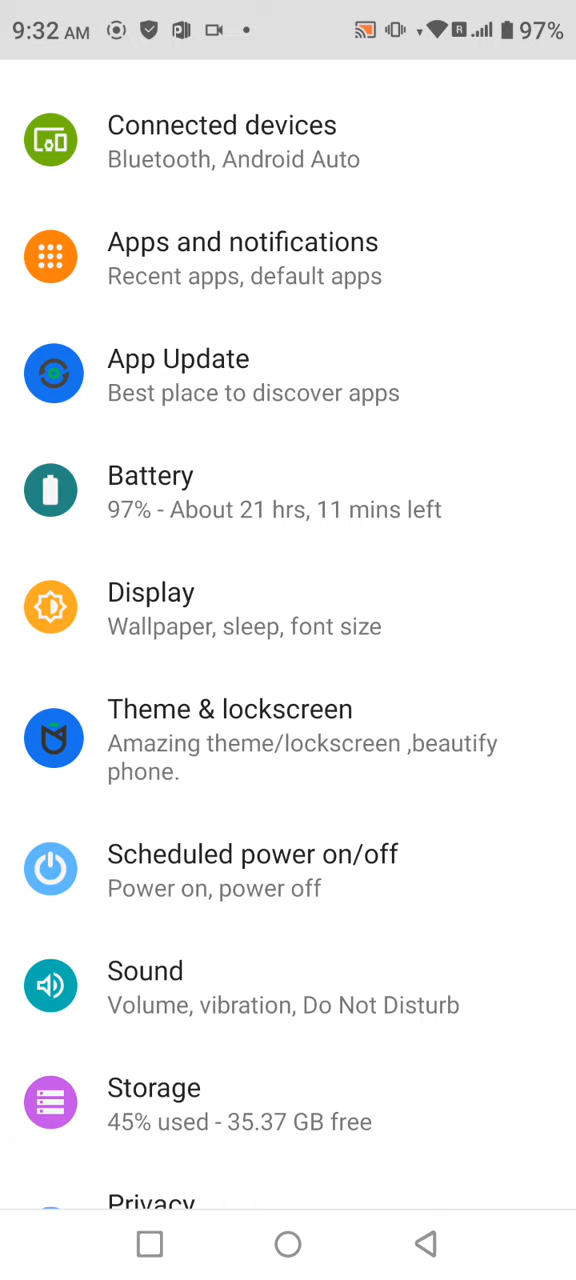 9:32 AM R 97%
Connected devices
Bluetooth, Android Auto
Apps and notifications
Recent apps, default apps
App Update
Best place to discover apps
Battery
97% - About 21 hrs, 11 mins left
Display
Wallpaper, sleep, font size
Theme & lockscreen
Amazing theme/lockscreen ,beautify
phone.
Scheduled power on/off
Power on, power off
Sound
Volume, vibration, Do Not Disturb
Storage
45% used - 35.37 GB free
Privacy